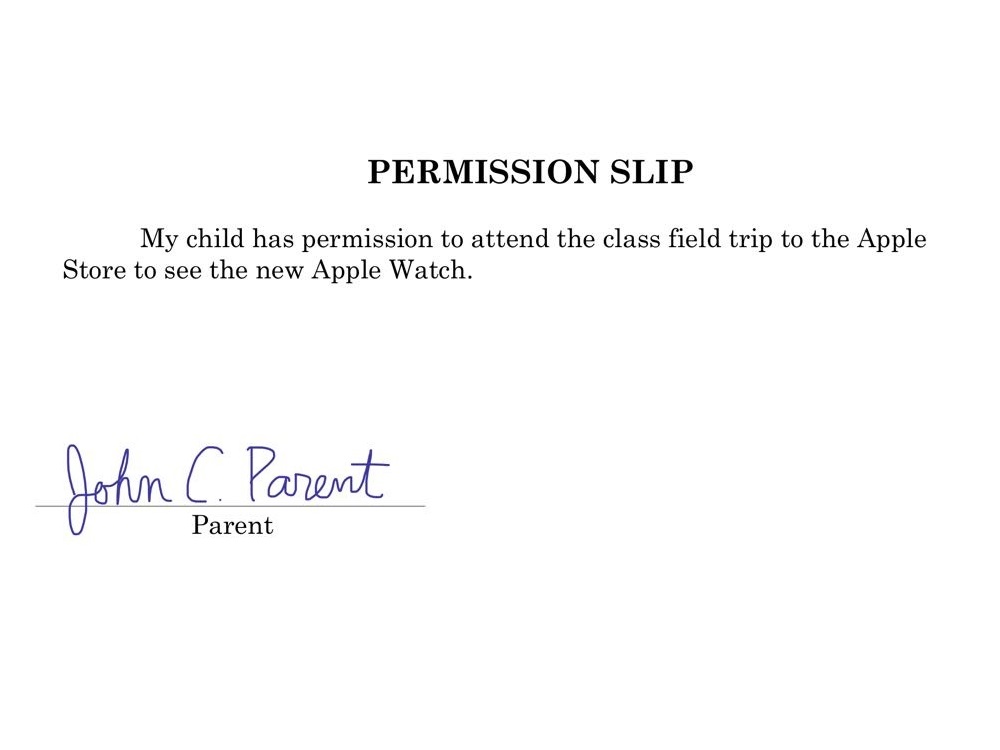 PERMISSION SLIP
My child has permission to attend the class field trip to the Apple
Store to see the new Apple Watch.
John C. Parent
Parent